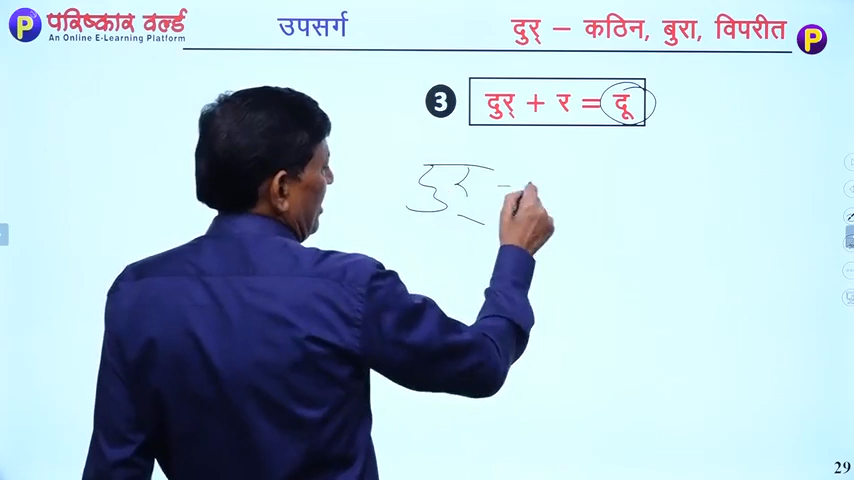 P परिष्कार वर्ल्ड उपसर्ग दुर् – कठिन, बुरा, विपरीत P
An Online E-Learning Platform
3 दुर् + र = दू
दुर् -
29